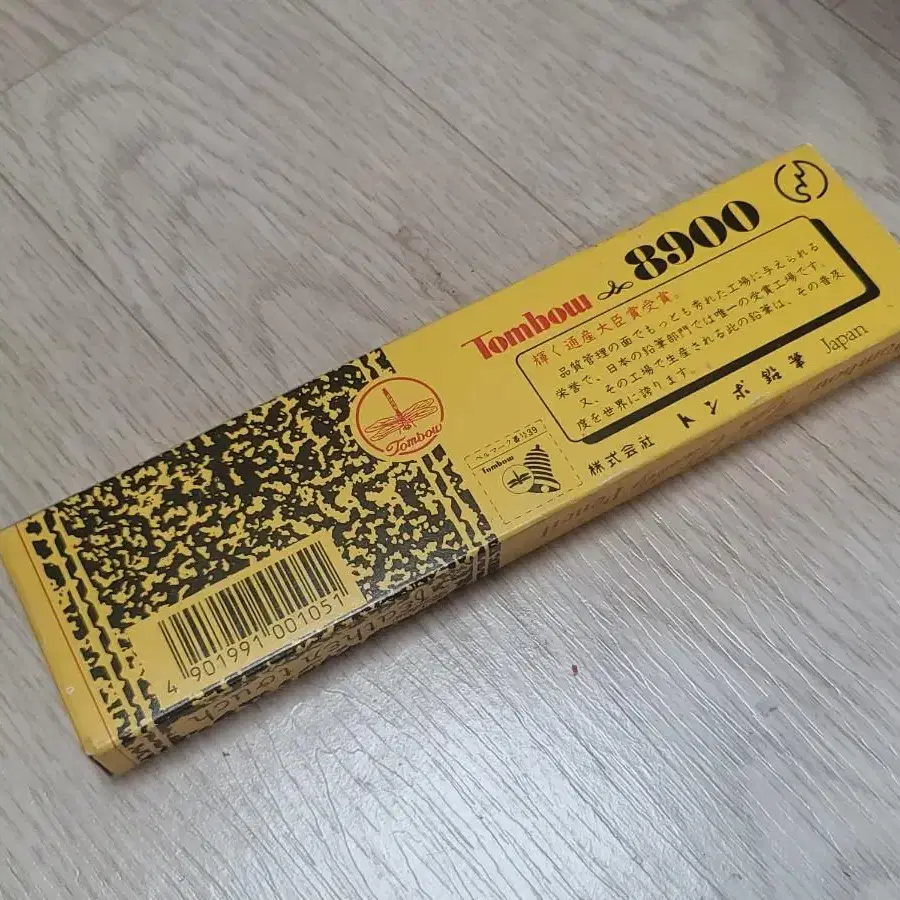 Tombow 8900
輝く通産大臣賞受賞。
品質管理の面でもっとも秀れた工場に与えられる
栄誉で、日本の鉛筆部門では唯一の受賞工場です。
又、その工場で生産される此の鉛筆は、その普及
度を世界に誇ります。
株式会社 トンボ鉛筆 Japan
Tombow
ベルマーク番号39
Tombow
4 901991 001051